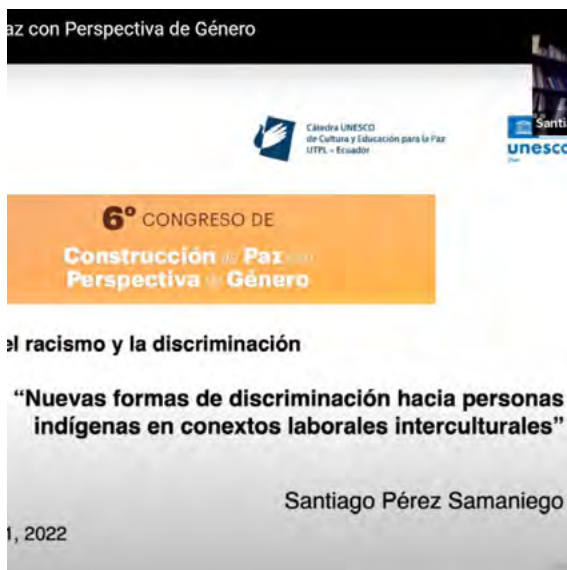 az con Perspectiva de Género
Santi
Cátedra UNESCO
de Cultura y Educación para la Paz
UTPL – Ecuador
unesco
6º CONGRESO DE
Construcción de Paz con
Perspectiva de Género
el racismo y la discriminación
“Nuevas formas de discriminación hacia personas
indígenas en conextos laborales interculturales”
Santiago Pérez Samaniego
1, 2022